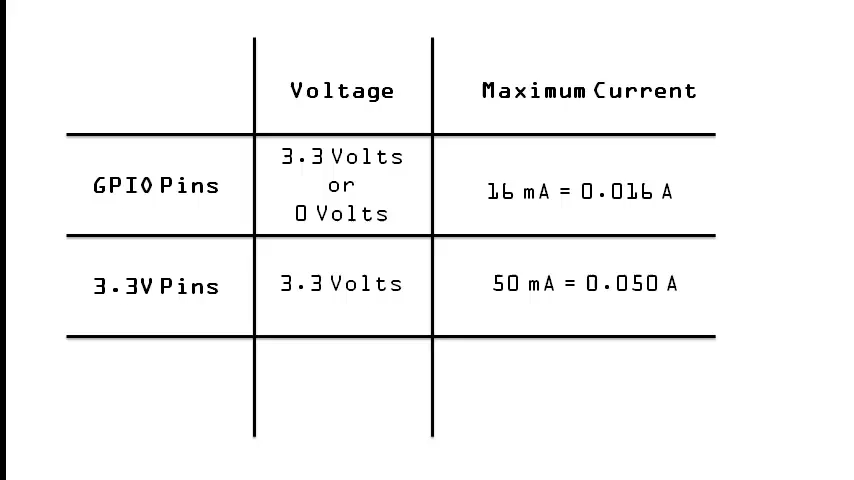 Voltage
Maximum Current
GPIO Pins
3.3 Volts
or
0 Volts
16 mA = 0.016 A
3.3V Pins
3.3 Volts
50 mA = 0.050 A